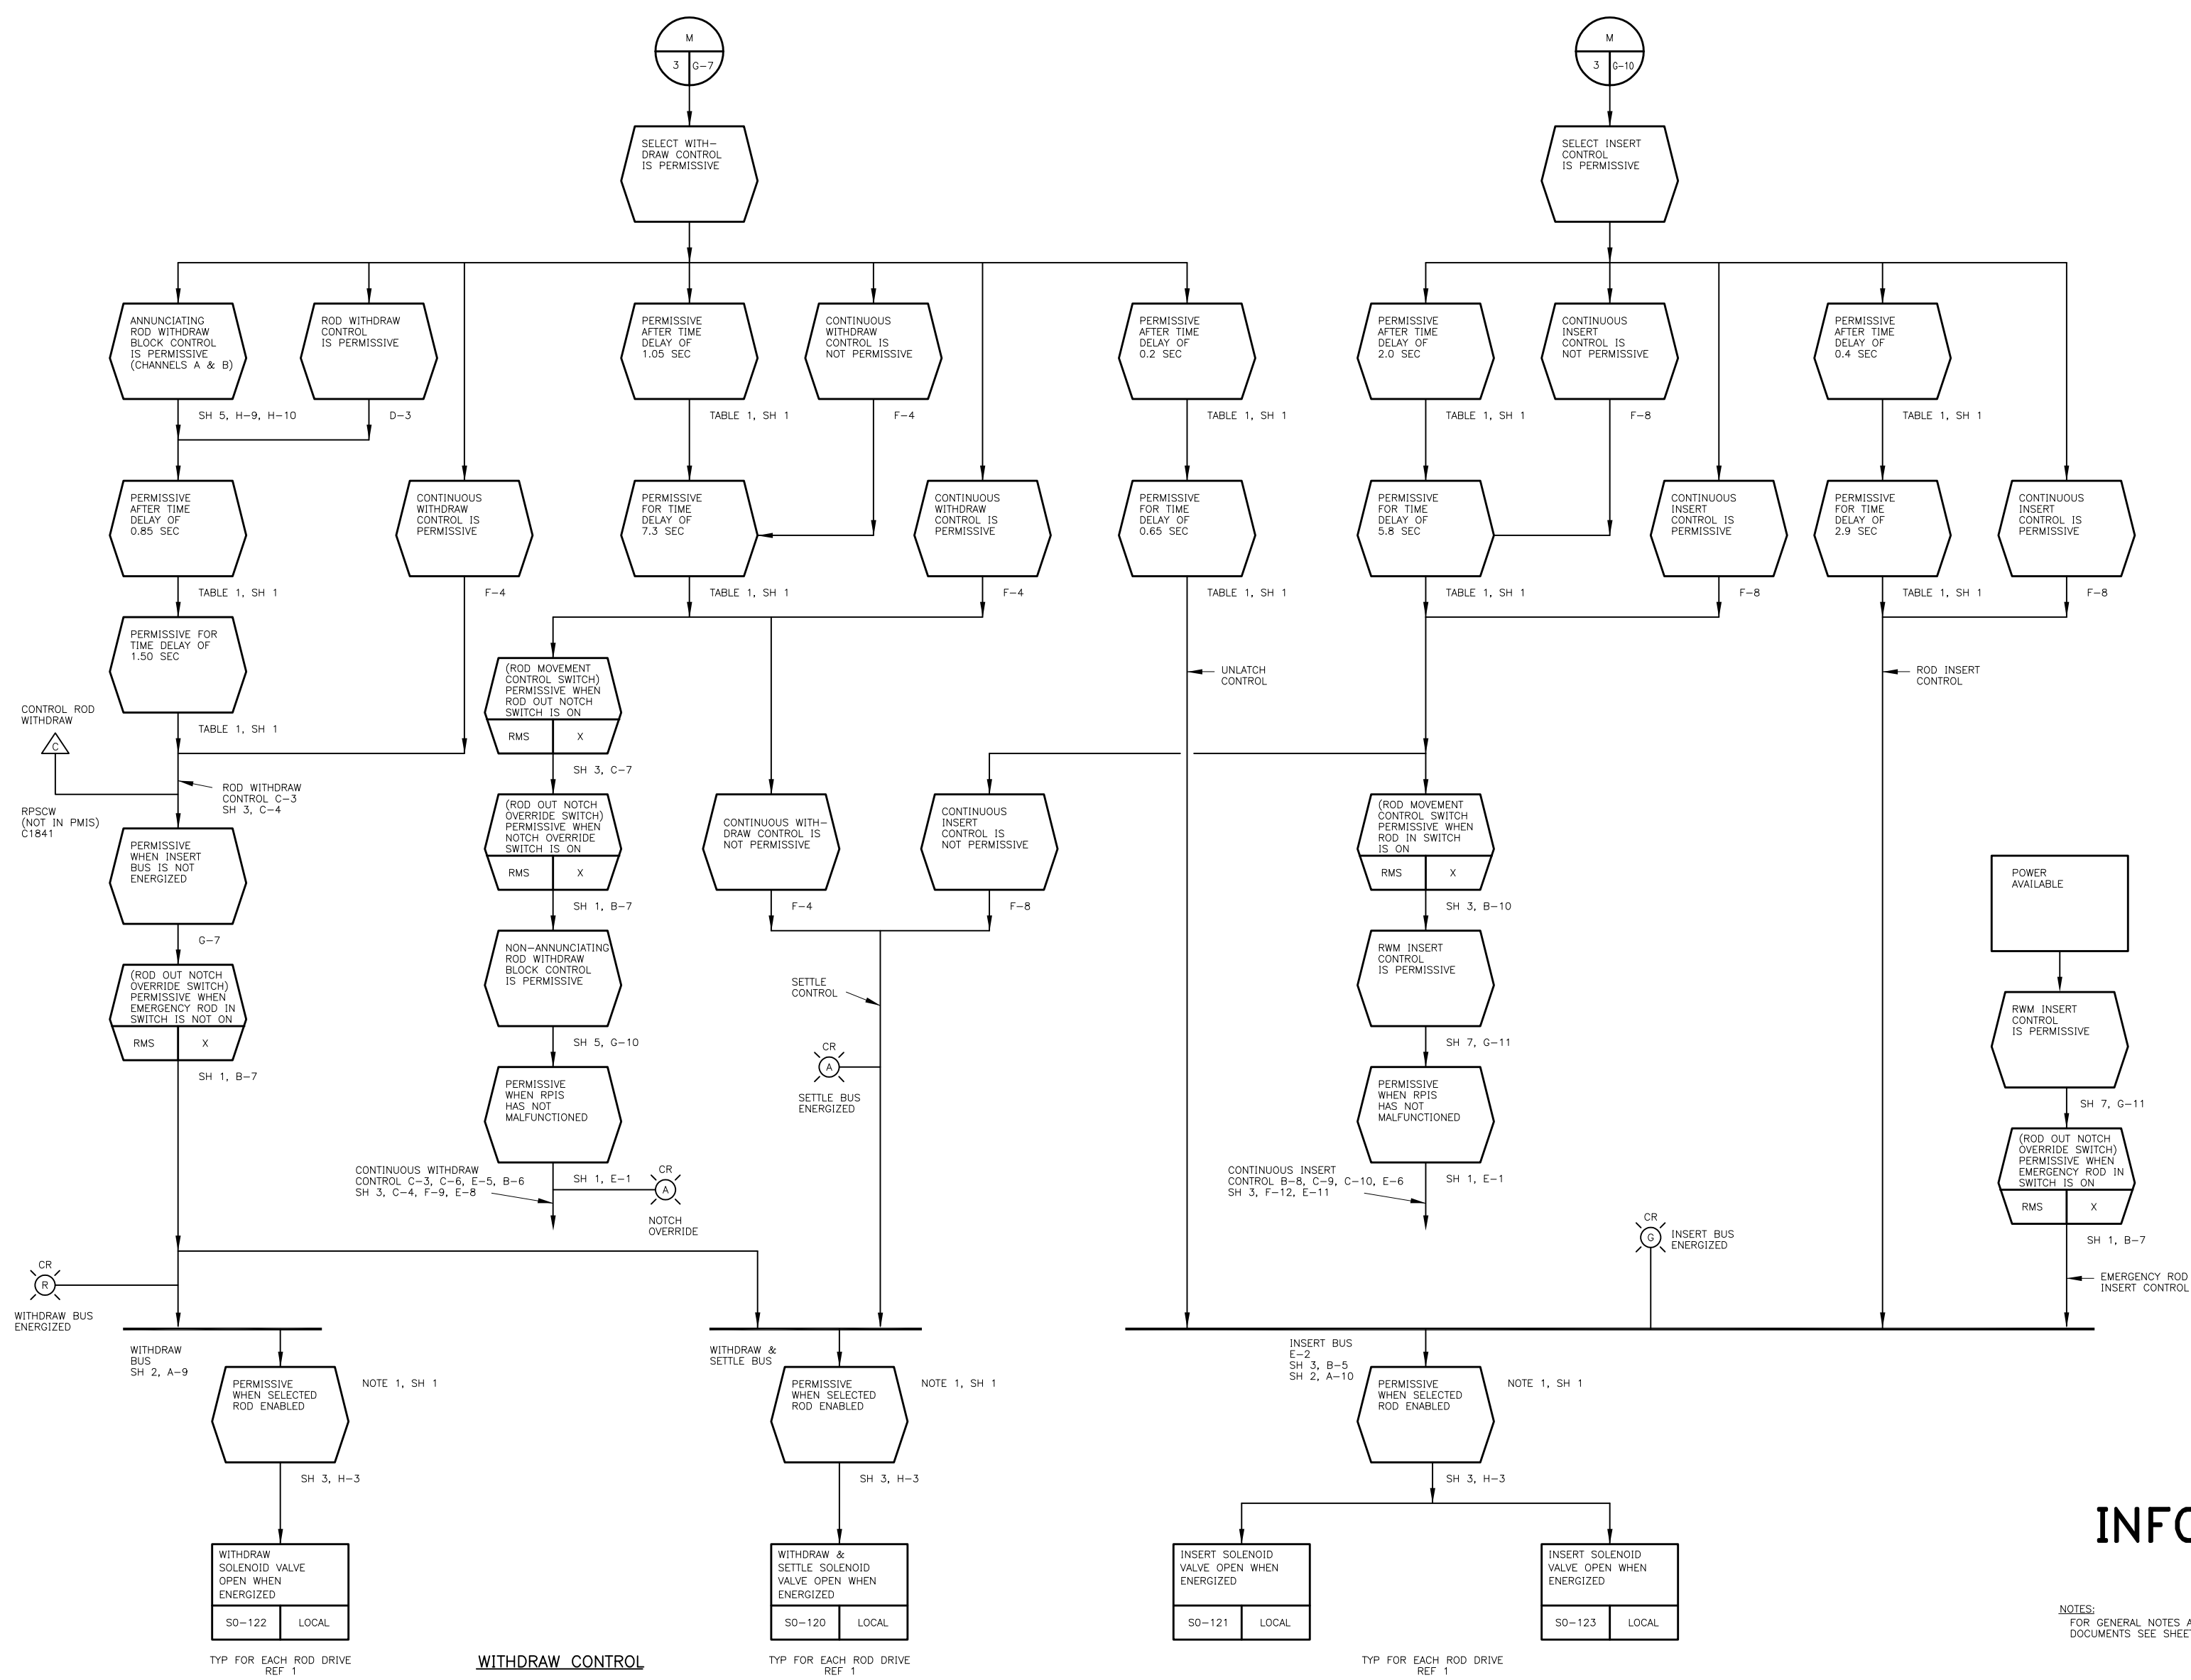 M
3 G-7
M
3 G-10
SELECT WITH-
DRAW CONTROL
IS PERMISSIVE
SELECT INSERT
CONTROL
IS PERMISSIVE
ANNUNCIATING
ROD WITHDRAW
BLOCK CONTROL
IS PERMISSIVE
(CHANNELS A & B)
SH 5, H-9, H-10
ROD WITHDRAW
CONTROL
IS PERMISSIVE
D-3
PERMISSIVE
AFTER TIME
DELAY OF
1.05 SEC
TABLE 1, SH 1
CONTINUOUS
WITHDRAW
CONTROL IS
NOT PERMISSIVE
F-4
PERMISSIVE
AFTER TIME
DELAY OF
0.2 SEC
TABLE 1, SH 1
PERMISSIVE
AFTER TIME
DELAY OF
2.0 SEC
TABLE 1, SH 1
CONTINUOUS
INSERT
CONTROL IS
NOT PERMISSIVE
F-8
PERMISSIVE
AFTER TIME
DELAY OF
0.4 SEC
TABLE 1, SH 1
PERMISSIVE
AFTER TIME
DELAY OF
0.85 SEC
TABLE 1, SH 1
CONTINUOUS
WITHDRAW
CONTROL IS
PERMISSIVE
F-4
PERMISSIVE
FOR TIME
DELAY OF
7.3 SEC
TABLE 1, SH 1
CONTINUOUS
WITHDRAW
CONTROL IS
PERMISSIVE
F-4
PERMISSIVE
FOR TIME
DELAY OF
0.65 SEC
TABLE 1, SH 1
PERMISSIVE
FOR TIME
DELAY OF
5.8 SEC
TABLE 1, SH 1
CONTINUOUS
INSERT
CONTROL IS
PERMISSIVE
F-8
PERMISSIVE
FOR TIME
DELAY OF
2.9 SEC
TABLE 1, SH 1
CONTINUOUS
INSERT
CONTROL IS
PERMISSIVE
F-8
PERMISSIVE FOR
TIME DELAY OF
1.50 SEC
TABLE 1, SH 1
(ROD MOVEMENT
CONTROL SWITCH)
PERMISSIVE WHEN
ROD OUT NOTCH
SWITCH IS ON
RMS X
SH 3, C-7
UNLATCH
CONTROL
ROD INSERT
CONTROL
CONTROL ROD
WITHDRAW
C
RPSCW
(NOT IN PMIS)
C1841
ROD WITHDRAW
CONTROL C-3
SH 3, C-4
PERMISSIVE
WHEN INSERT
BUS IS NOT
ENERGIZED
G-7
(ROD OUT NOTCH
OVERRIDE SWITCH)
PERMISSIVE WHEN
NOTCH OVERRIDE
SWITCH IS ON
RMS X
SH 1, B-7
CONTINUOUS WITH-
DRAW CONTROL IS
NOT PERMISSIVE
F-4
CONTINUOUS
INSERT
CONTROL IS
NOT PERMISSIVE
F-8
(ROD MOVEMENT
CONTROL SWITCH
PERMISSIVE WHEN
ROD IN SWITCH
IS ON
RMS X
SH 3, B-10
POWER
AVAILABLE
(ROD OUT NOTCH
OVERRIDE SWITCH)
PERMISSIVE WHEN
EMERGENCY ROD IN
SWITCH IS NOT ON
RMS X
SH 1, B-7
NON-ANNUNCIATING
ROD WITHDRAW
BLOCK CONTROL
IS PERMISSIVE
SH 5, G-10
SETTLE
CONTROL
RWM INSERT
CONTROL
IS PERMISSIVE
SH 7, G-11
RWM INSERT
CONTROL
IS PERMISSIVE
SH 7, G-11
PERMISSIVE
WHEN RPIS
HAS NOT
MALFUNCTIONED
SH 1, E-1
CR
A
SETTLE BUS
ENERGIZED
PERMISSIVE
WHEN RPIS
HAS NOT
MALFUNCTIONED
SH 1, E-1
(ROD OUT NOTCH
OVERRIDE SWITCH)
PERMISSIVE WHEN
EMERGENCY ROD IN
SWITCH IS ON
RMS X
SH 1, B-7
CONTINUOUS WITHDRAW
CONTROL C-3, C-6, E-5, B-6
SH 3, C-4, F-9, E-8
CR
A
NOTCH
OVERRIDE
CONTINUOUS INSERT
CONTROL B-8, C-9, C-10, E-6
SH 3, F-12, E-11
CR
G
INSERT BUS
ENERGIZED
EMERGENCY ROD
INSERT CONTROL
CR
R
WITHDRAW BUS
ENERGIZED
WITHDRAW
BUS
SH 2, A-9
WITHDRAW &
SETTLE BUS
INSERT BUS
E-2
SH 3, B-5
SH 2, A-10
PERMISSIVE
WHEN SELECTED
ROD ENABLED
NOTE 1, SH 1
SH 3, H-3
PERMISSIVE
WHEN SELECTED
ROD ENABLED
NOTE 1, SH 1
SH 3, H-3
PERMISSIVE
WHEN SELECTED
ROD ENABLED
NOTE 1, SH 1
SH 3, H-3
WITHDRAW
SOLENOID VALVE
OPEN WHEN
ENERGIZED
SO-122 LOCAL
TYP FOR EACH ROD DRIVE
REF 1
WITHDRAW CONTROL
WITHDRAW &
SETTLE SOLENOID
VALVE OPEN WHEN
ENERGIZED
SO-120 LOCAL
TYP FOR EACH ROD DRIVE
REF 1
INSERT SOLENOID
VALVE OPEN WHEN
ENERGIZED
SO-121 LOCAL
INSERT SOLENOID
VALVE OPEN WHEN
ENERGIZED
SO-123 LOCAL
TYP FOR EACH ROD DRIVE
REF 1
NOTES:
FOR GENERAL NOTES
DOCUMENTS SEE